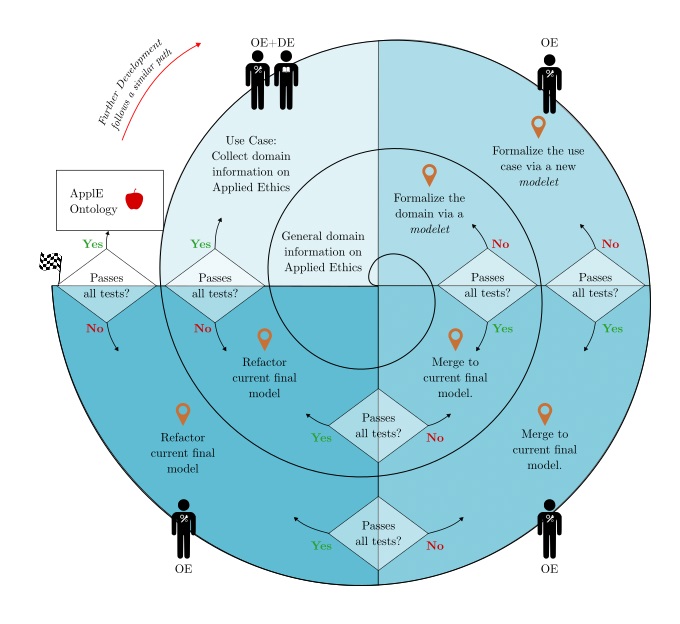 OE+DE
OE
Further Development
follows a similar path
Use Case:
Collect domain
information on
Applied Ethics
Formalize the use
case via a new
modelet
Formalize the
domain via a
modelet
ApplE
Ontology
General domain
information on
Applied Ethics
Yes
Yes
No
No
Passes
all tests?
Passes
all tests?
Passes
all tests?
Passes
all tests?
No
No
Yes
Yes
Refactor
current final
model
Merge to
current final
model.
Passes
all tests?
Yes
No
Refactor
current final
model
Merge to
current final
model.
Passes
all tests?
Yes
No
OE
OE